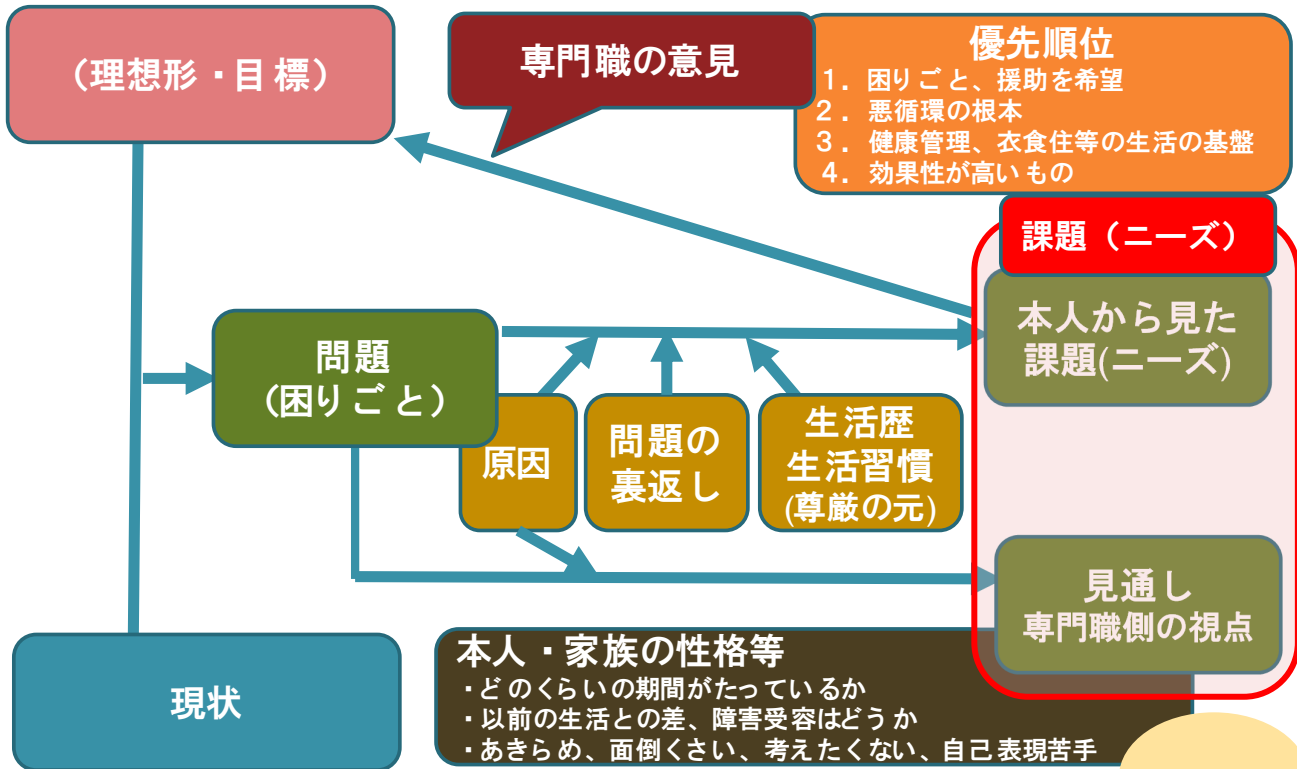 （理想形・目標）
専門職の意見
優先順位
1．困りごと、援助を希望
2．悪循環の根本
3．健康管理、衣食住等の生活の基盤
4．効果性が高いもの
課題（ニーズ）
本人から見た
課題(ニーズ)
問題
（困りごと）
原因
問題の
裏返し
生活歴
生活習慣
(尊厳の元)
見通し
専門職側の視点
現状
本人・家族の性格等
・どのくらいの期間がたっているか
・以前の生活との差、障害受容はどうか
・あきらめ、面倒くさい、考えたくない、自己表現苦手